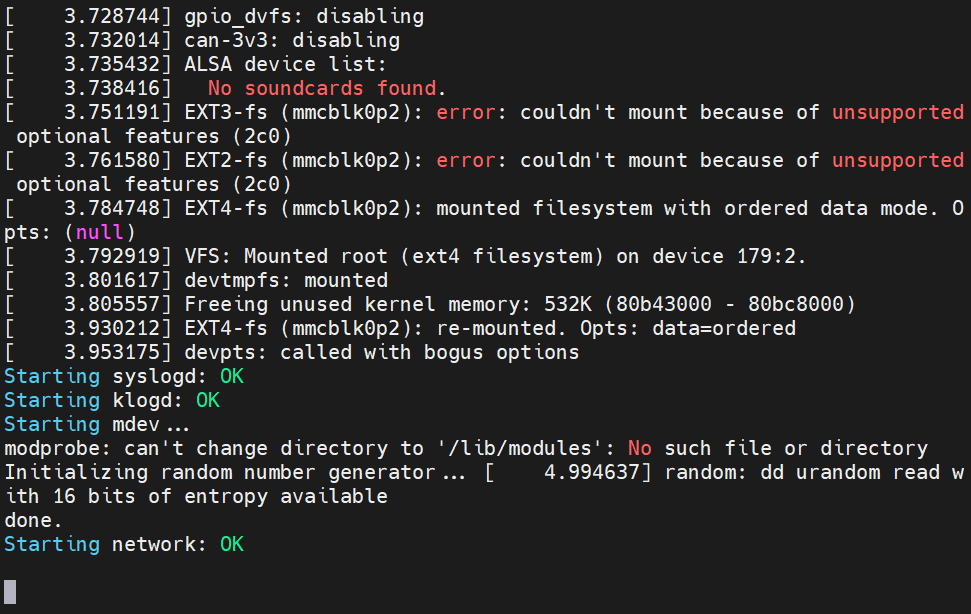 [    3.728744] gpio_dvfs: disabling
[    3.732014] can-3v3: disabling
[    3.735432] ALSA device list:
[    3.738416]   No soundcards found.
[    3.751191] EXT3-fs (mmcblk0p2): error: couldn't mount because of unsupported
 optional features (2c0)
[    3.761580] EXT2-fs (mmcblk0p2): error: couldn't mount because of unsupported
 optional features (2c0)
[    3.784748] EXT4-fs (mmcblk0p2): mounted filesystem with ordered data mode. O
pts: (null)
[    3.792919] VFS: Mounted root (ext4 filesystem) on device 179:2.
[    3.801617] devtmpfs: mounted
[    3.805557] Freeing unused kernel memory: 532K (80b43000 - 80bc8000)
[    3.930212] EXT4-fs (mmcblk0p2): re-mounted. Opts: data=ordered
[    3.953175] devpts: called with bogus options
Starting syslogd: OK
Starting klogd: OK
Starting mdev...
modprobe: can't change directory to '/lib/modules': No such file or directory
Initializing random number generator... [    4.994637] random: dd urandom read w
ith 16 bits of entropy available
done.
Starting network: OK